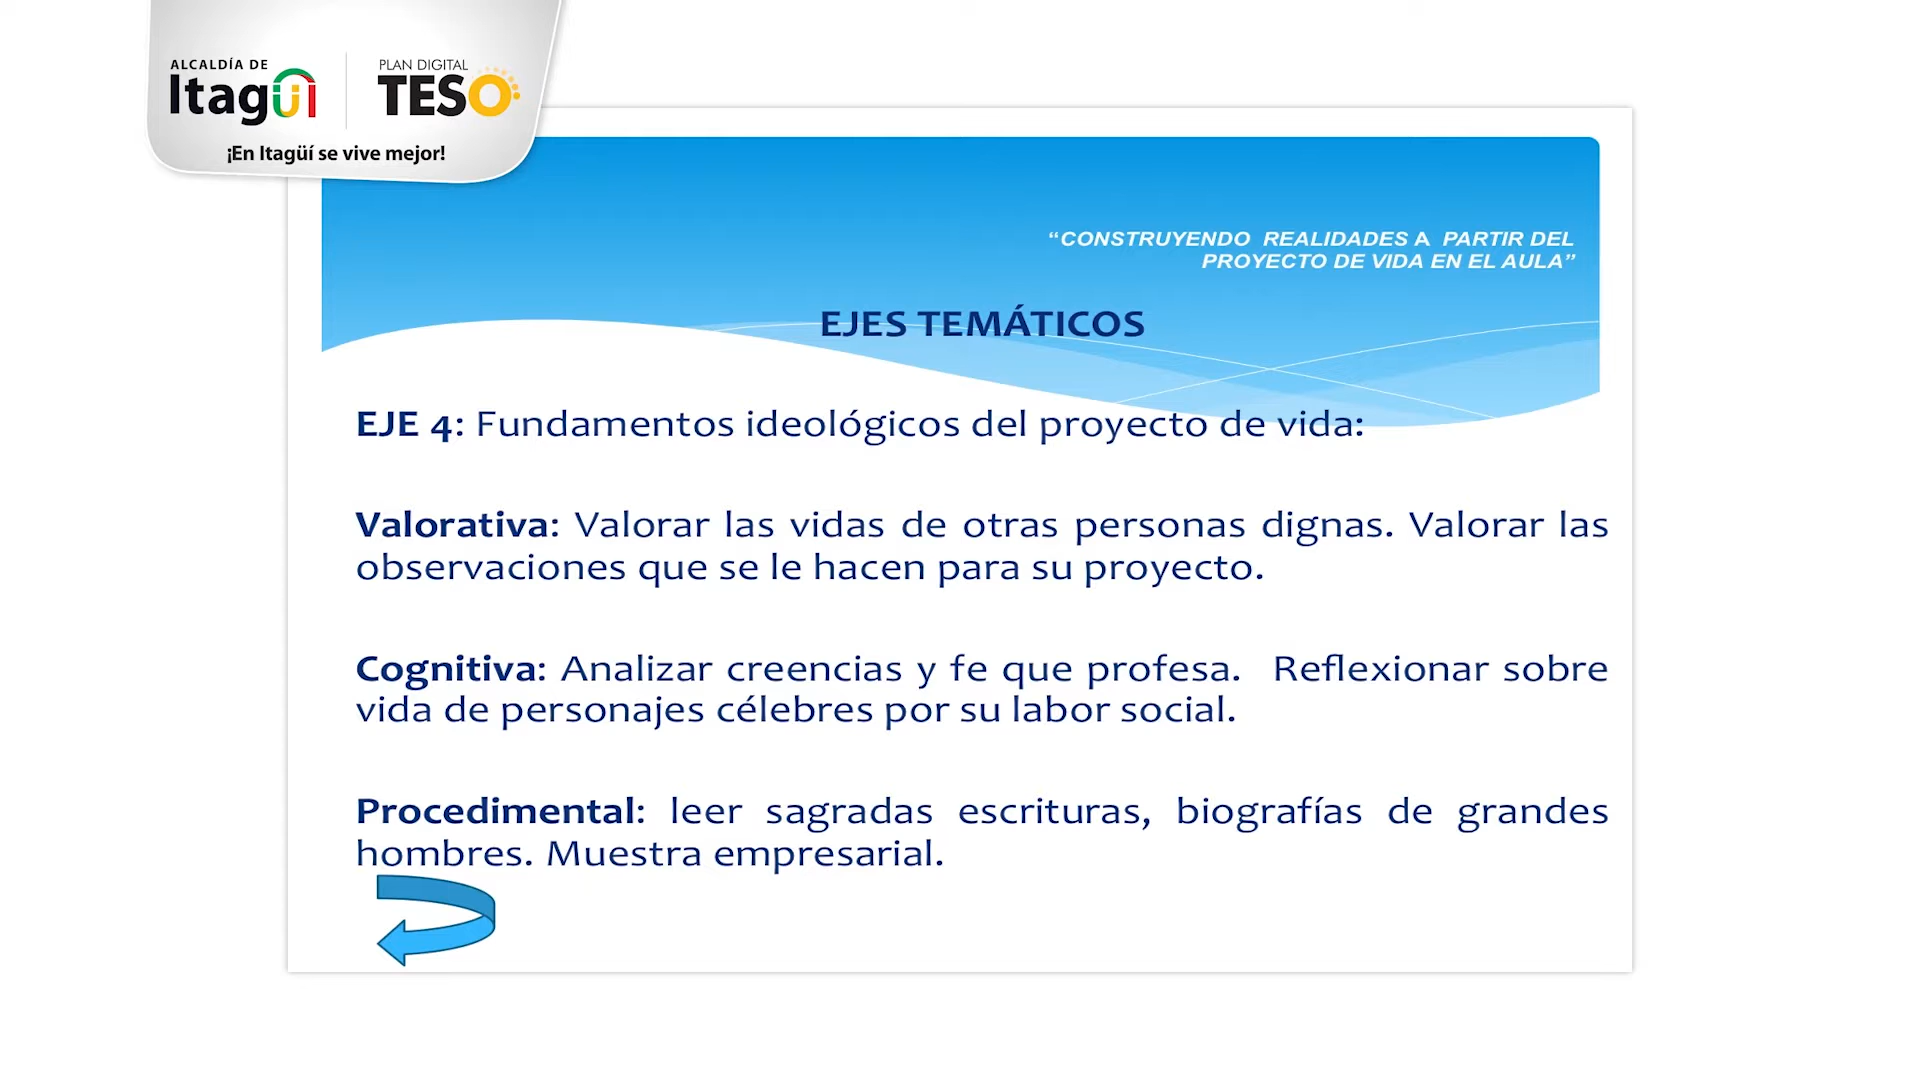 ALCALDÍA DE
Itagüí
PLAN DIGITAL
TESO
¡En Itagüí se vive mejor!
“CONSTRUYENDO REALIDADES A PARTIR DEL
PROYECTO DE VIDA EN EL AULA”
EJES TEMÁTICOS
EJE 4: Fundamentos ideológicos del proyecto de vida:
Valorativa: Valorar las vidas de otras personas dignas. Valorar las
observaciones que se le hacen para su proyecto.
Cognitiva: Analizar creencias y fe que profesa. Reflexionar sobre
vida de personajes célebres por su labor social.
Procedimental: leer sagradas escrituras, biografías de grandes
hombres. Muestra empresarial.